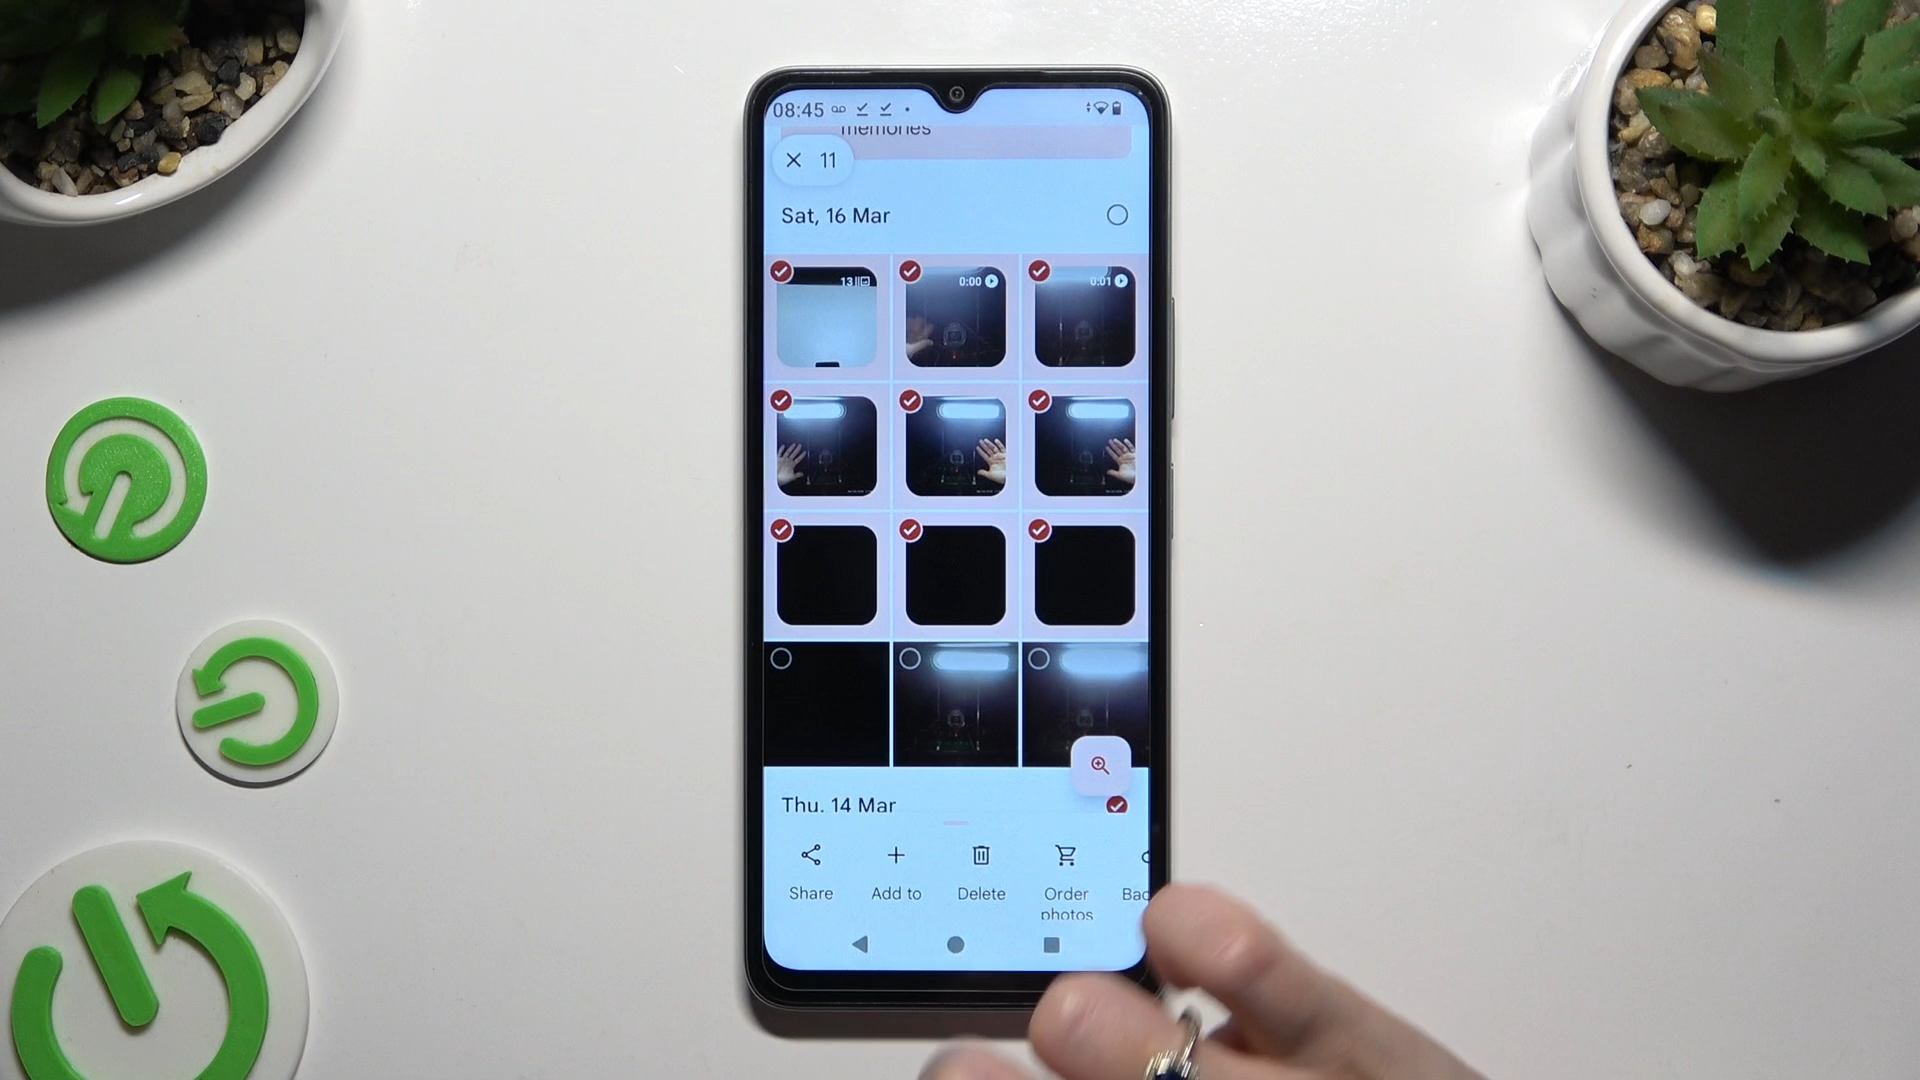 08:45
memories
11
Sat, 16 Mar
13
0:00
0:01
Thu, 14 Mar
Share
Add to
Delete
Order
photos
Bac